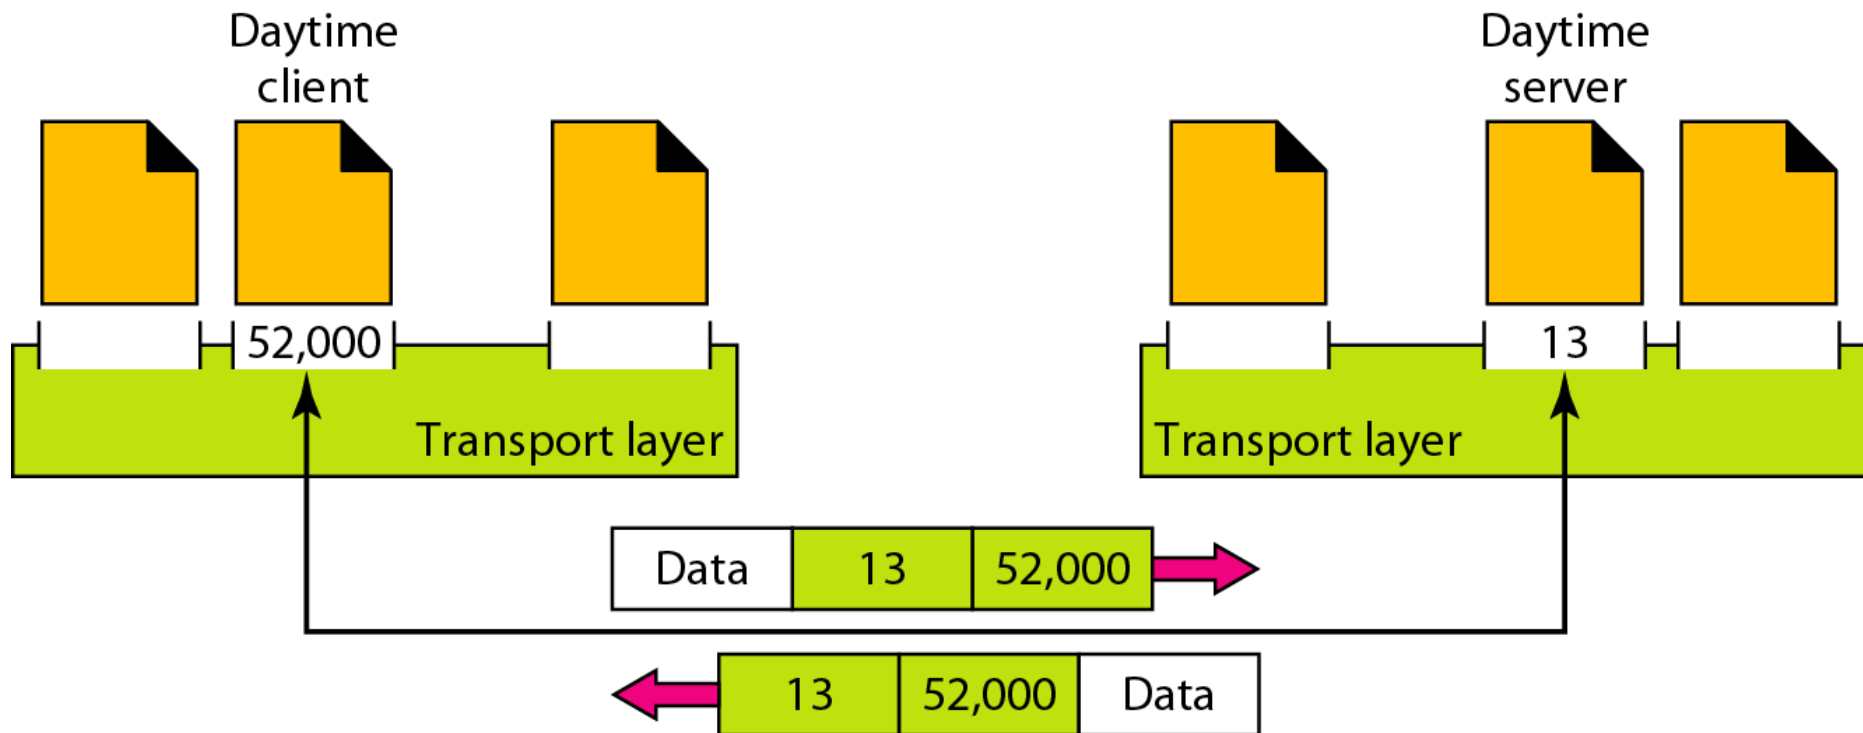 Daytime
client
Daytime
server
52,000
13
Transport layer
Transport layer
Data 13 52,000
13 52,000 Data